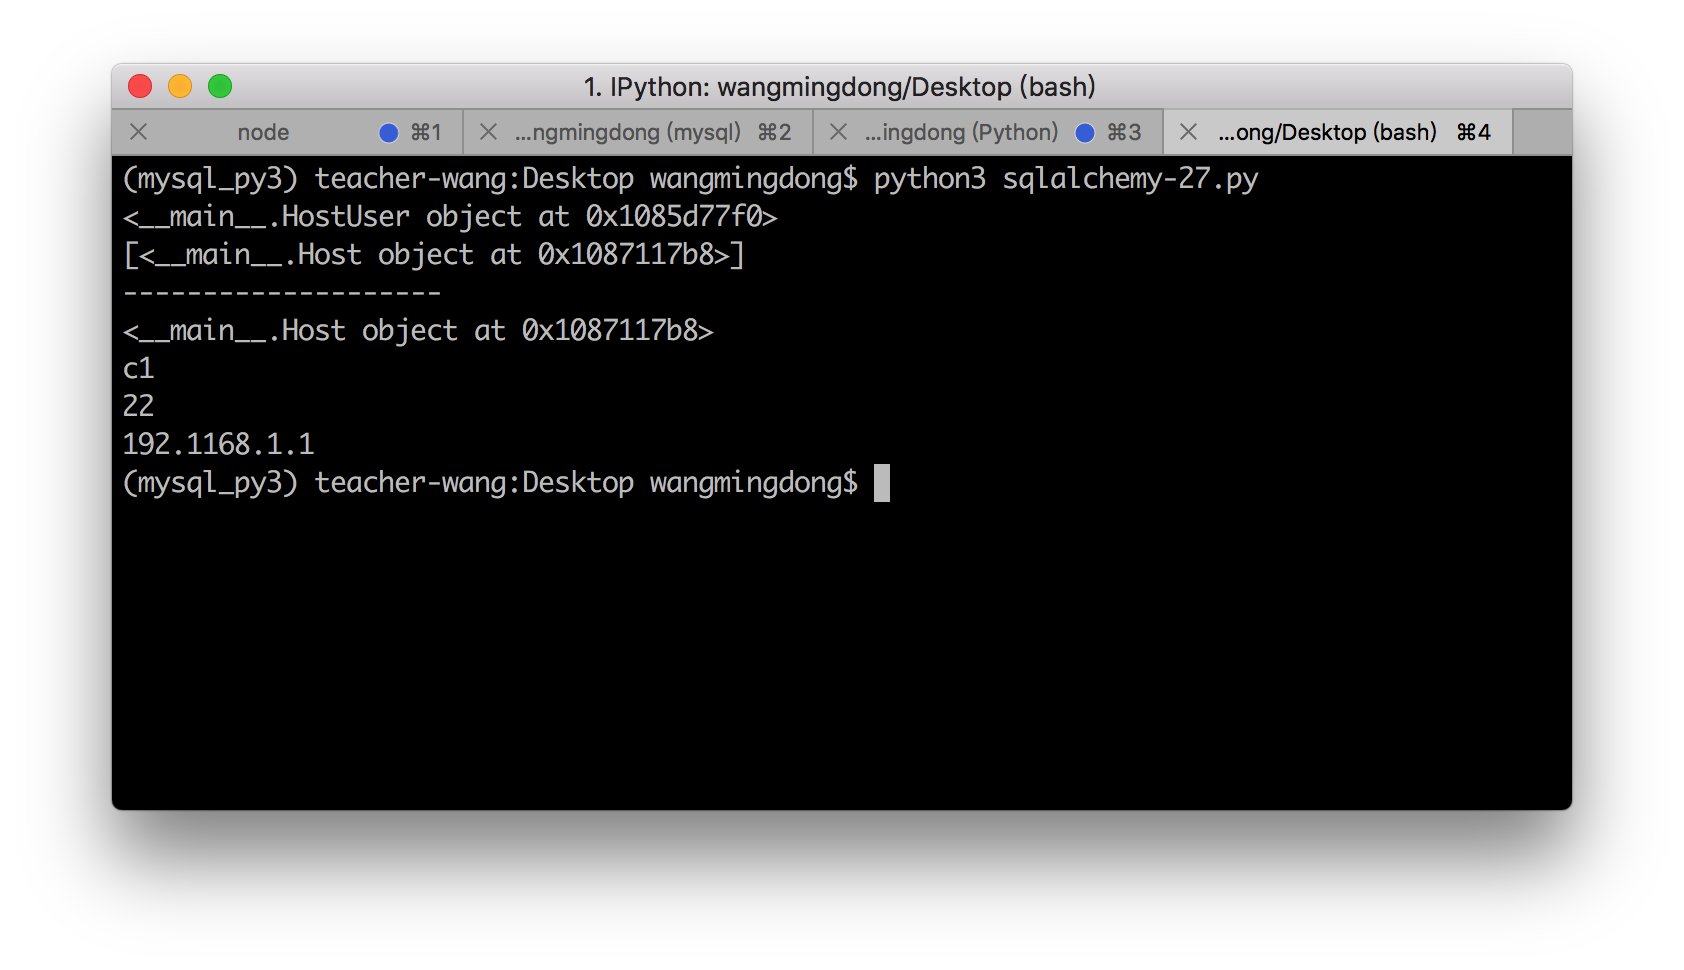 1. IPython: wangmingdong/Desktop (bash)
node ⌘1 ...ngmingdong (mysql) ⌘2 ...ingdong (Python) ⌘3 ...ong/Desktop (bash) ⌘4
(mysql_py3) teacher-wang:Desktop wangmingdong$ python3 sqlalchemy-27.py
<__main__.HostUser object at 0x1085d77f0>
[<__main__.Host object at 0x1087117b8>]
--------------------
<__main__.Host object at 0x1087117b8>
c1
22
192.1168.1.1
(mysql_py3) teacher-wang:Desktop wangmingdong$